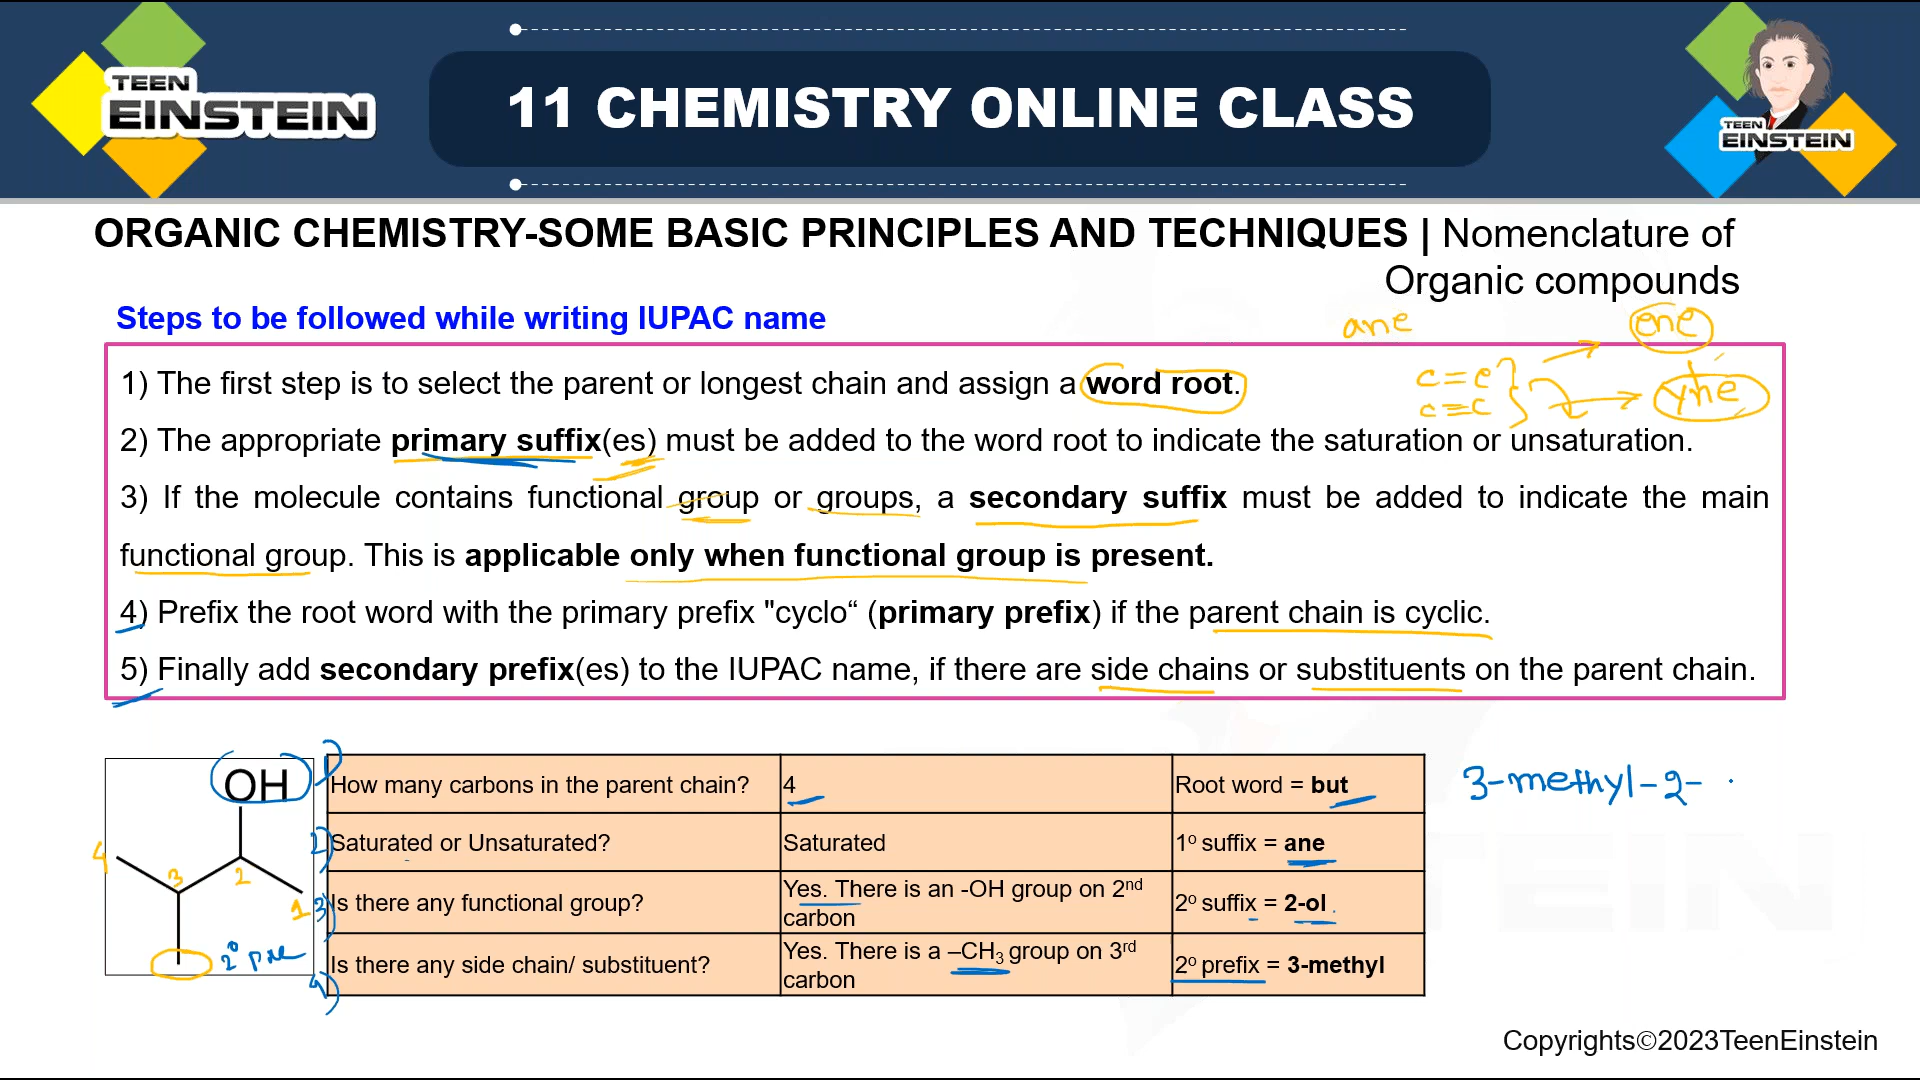 TEEN
EINSTEIN
11 CHEMISTRY ONLINE CLASS
TEEN
EINSTEIN
ORGANIC CHEMISTRY-SOME BASIC PRINCIPLES AND TECHNIQUES | Nomenclature of
Organic compounds
Steps to be followed while writing IUPAC name
ane
ene
c=c
c≡c
yne
1) The first step is to select the parent or longest chain and assign a word root.
2) The appropriate primary suffix(es) must be added to the word root to indicate the saturation or unsaturation.
3) If the molecule contains functional group or groups, a secondary suffix must be added to indicate the main
functional group. This is applicable only when functional group is present.
4) Prefix the root word with the primary prefix "cyclo“ (primary prefix) if the parent chain is cyclic.
5) Finally add secondary prefix(es) to the IUPAC name, if there are side chains or substituents on the parent chain.
OH
4
3
2
1
2° pre
1)
How many carbons in the parent chain?
4
Root word = but
2)
Saturated or Unsaturated?
Saturated
1º suffix = ane
3)
Is there any functional group?
Yes. There is an -OH group on 2nd
carbon
2º suffix = 2-ol
4)
Is there any side chain/ substituent?
Yes. There is a –CH3 group on 3rd
carbon
2º prefix = 3-methyl
3-methyl-2-
Copyrights©2023TeenEinstein